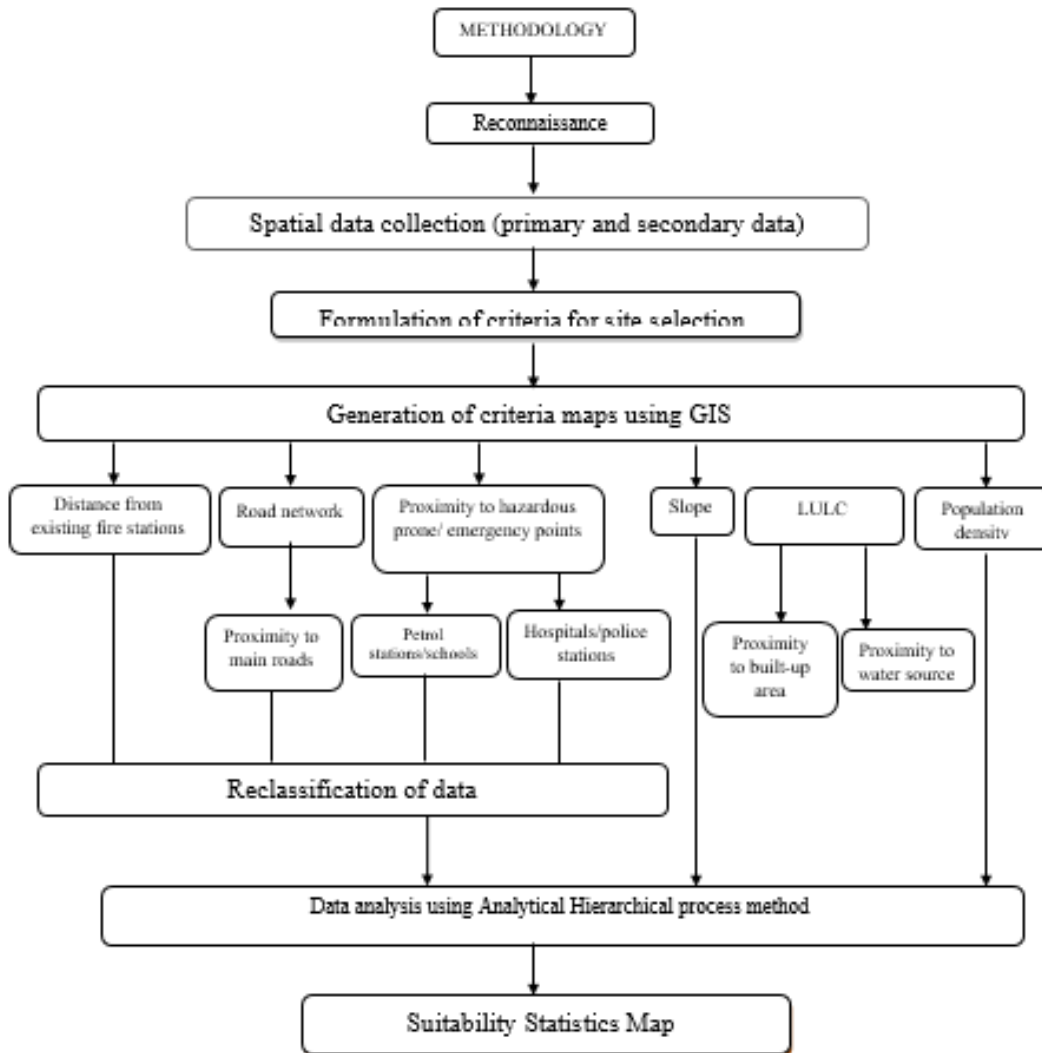 METHODOLOGY
Reconnaissance
Spatial data collection (primary and secondary data)
Formulation of criteria for site selection
Generation of criteria maps using GIS
Distance from
existing fire stations
Road network
Proximity to hazardous
prone/ emergency points
Slope
LULC
Population
density
Proximity to
main roads
Petrol
stations/schools
Hospitals/police
stations
Proximity
to built-up
area
Proximity to
water source
Reclassification of data
Data analysis using Analytical Hierarchical process method
Suitability Statistics Map